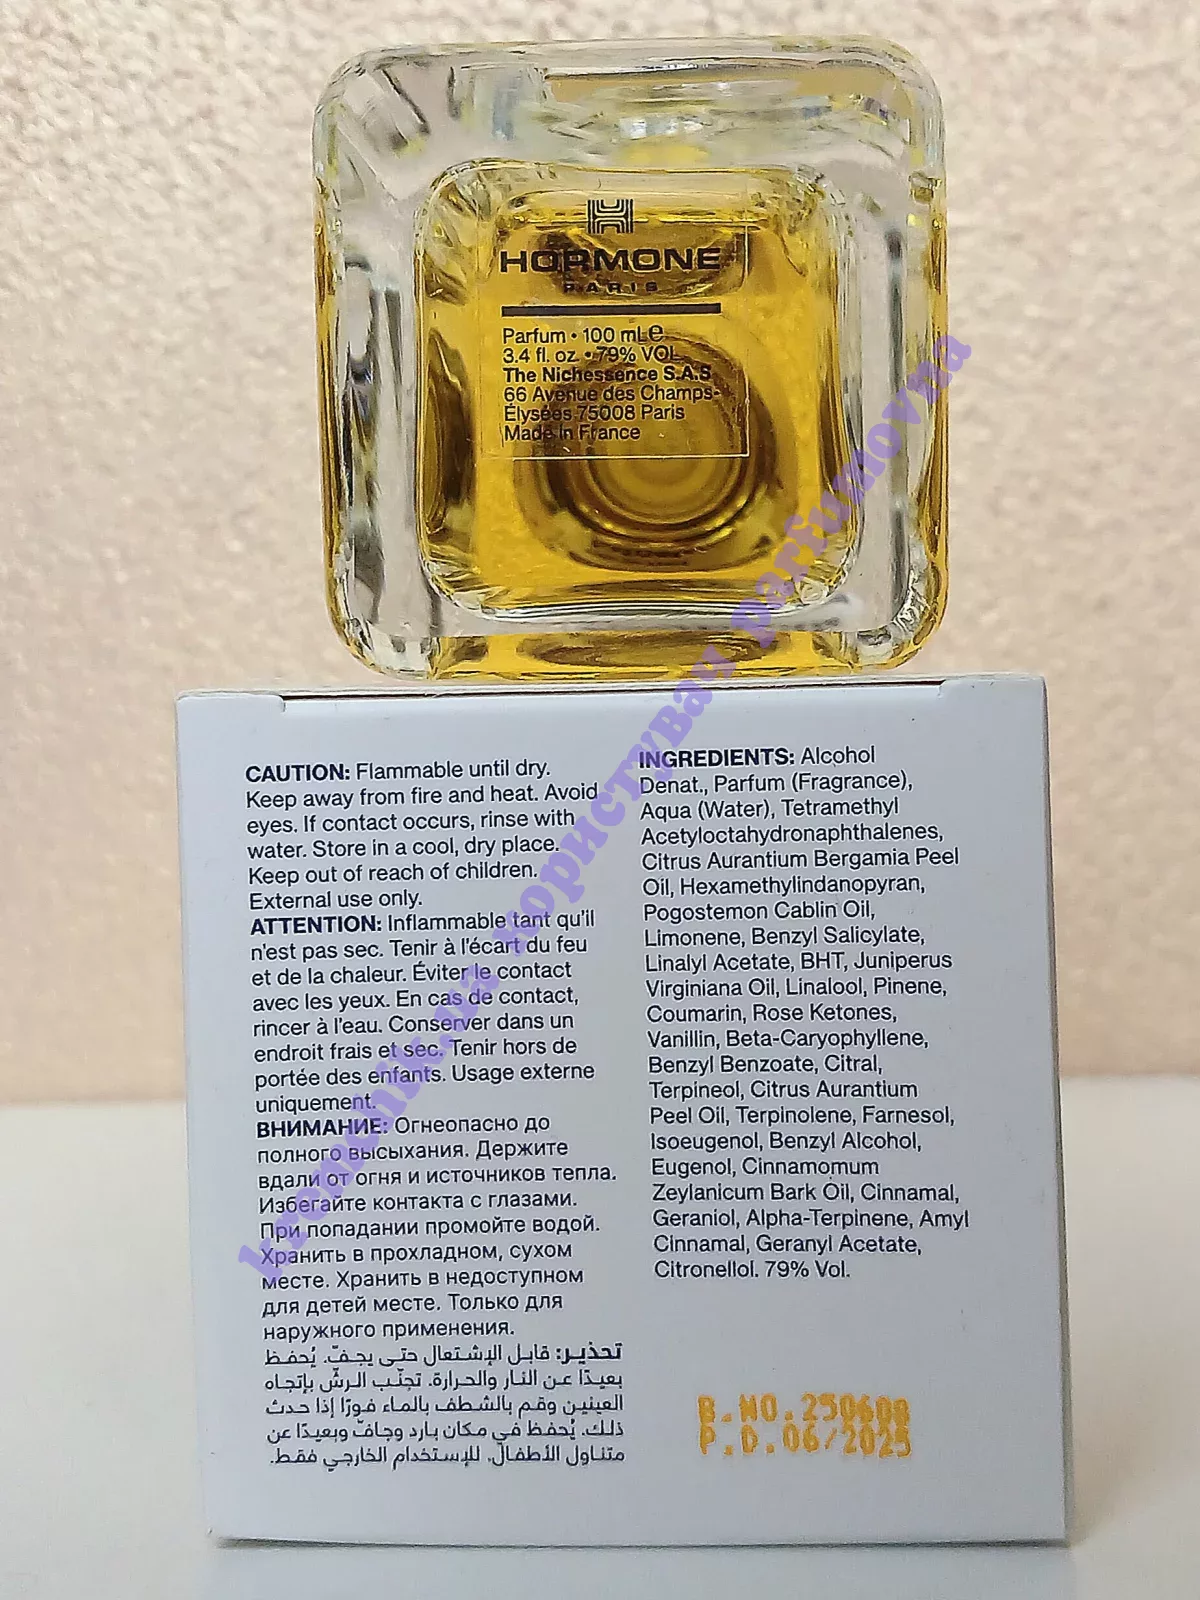 HORMONE
PARIS
Parfum • 100 mL℮
3.4 fl. oz. • 79% VOL
The Nichessence S.A.S
66 Avenue des Champs-
Élysées 75008 Paris
Made in France
CAUTION: Flammable until dry.
Keep away from fire and heat. Avoid
eyes. If contact occurs, rinse with
water. Store in a cool, dry place.
Keep out of reach of children.
External use only.
ATTENTION: Inflammable tant qu'il
n'est pas sec. Tenir à l'écart du feu
et de la chaleur. Éviter le contact
avec les yeux. En cas de contact,
rincer à l'eau. Conserver dans un
endroit frais et sec. Tenir hors de
portée des enfants. Usage externe
uniquement.
ВНИМАНИЕ: Огнеопасно до
полного высыхания. Держите
вдали от огня и источников тепла.
Избегайте контакта с глазами.
При попадании промойте водой.
Хранить в прохладном, сухом
месте. Хранить в недоступном
для детей месте. Только для
наружного применения.
تحذير: قابل الإشتعال حتى يجفّ. يُحفظ
بعيدًا عن النار والحرارة. تجنّب الرشّ بإتجاه
العينين وقم بالشطف بالماء فورًا إذا حدث
ذلك. يُحفظ في مكان بارد وجافّ وبعيدًا عن
متناول الأطفال. للإستخدام الخارجي فقط.
INGREDIENTS: Alcohol
Denat., Parfum (Fragrance),
Aqua (Water), Tetramethyl
Acetyloctahydronaphthalenes,
Citrus Aurantium Bergamia Peel
Oil, Hexamethylindanopyran,
Pogostemon Cablin Oil,
Limonene, Benzyl Salicylate,
Linalyl Acetate, BHT, Juniperus
Virginiana Oil, Linalool, Pinene,
Coumarin, Rose Ketones,
Vanillin, Beta-Caryophyllene,
Benzyl Benzoate, Citral,
Terpineol, Citrus Aurantium
Peel Oil, Terpinolene, Farnesol,
Isoeugenol, Benzyl Alcohol,
Eugenol, Cinnamomum
Zeylanicum Bark Oil, Cinnamal,
Geraniol, Alpha-Terpinene, Amyl
Cinnamal, Geranyl Acetate,
Citronellol. 79% Vol.
B.NO.250608
P.D.06/2025
kremchik.ua користувач parfumovna